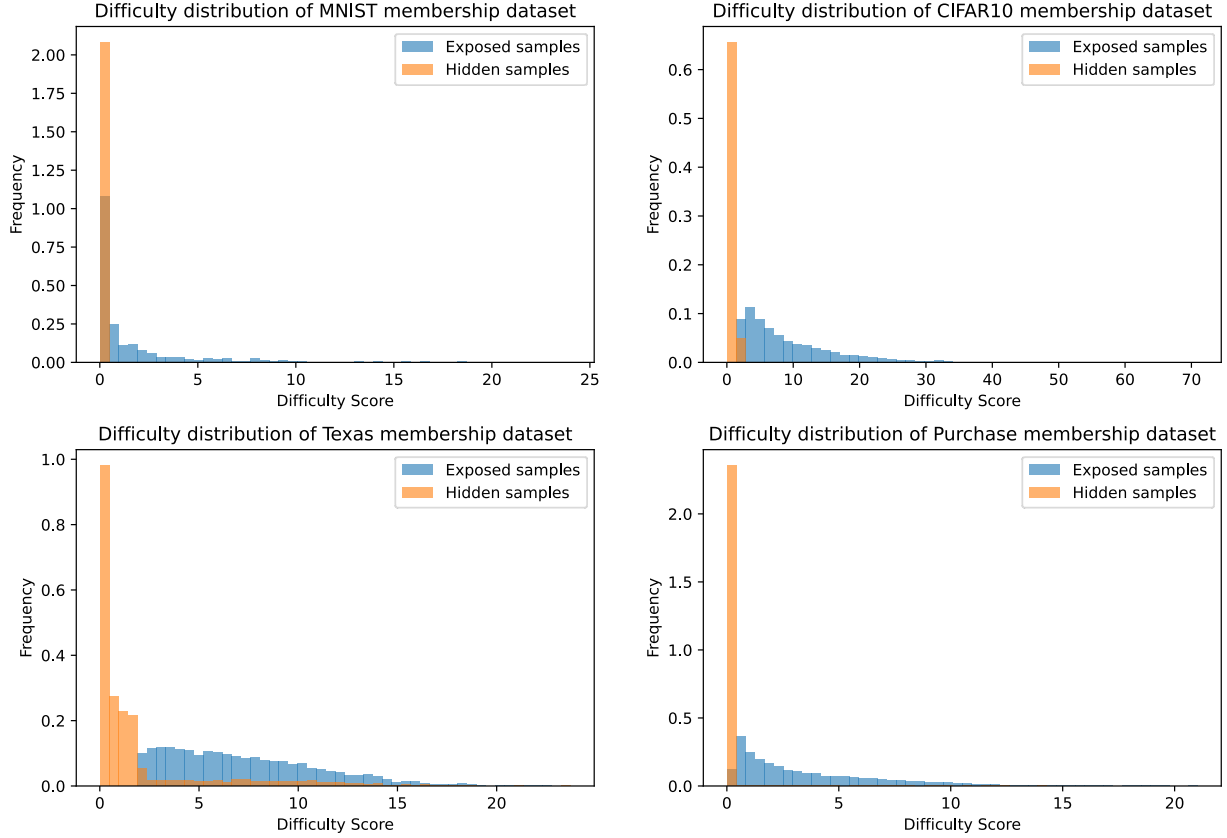 Difficulty distribution of MNIST membership dataset
Exposed samples
Hidden samples
2.00
1.75
1.50
1.25
1.00
0.75
0.50
0.25
0.00
Frequency
0 5 10 15 20 25
Difficulty Score
Difficulty distribution of CIFAR10 membership dataset
Exposed samples
Hidden samples
0.6
0.5
0.4
0.3
0.2
0.1
0.0
Frequency
0 10 20 30 40 50 60 70
Difficulty Score
Difficulty distribution of Texas membership dataset
Exposed samples
Hidden samples
1.0
0.8
0.6
0.4
0.2
0.0
Frequency
0 5 10 15 20
Difficulty Score
Difficulty distribution of Purchase membership dataset
Exposed samples
Hidden samples
2.0
1.5
1.0
0.5
0.0
Frequency
0 5 10 15 20
Difficulty Score